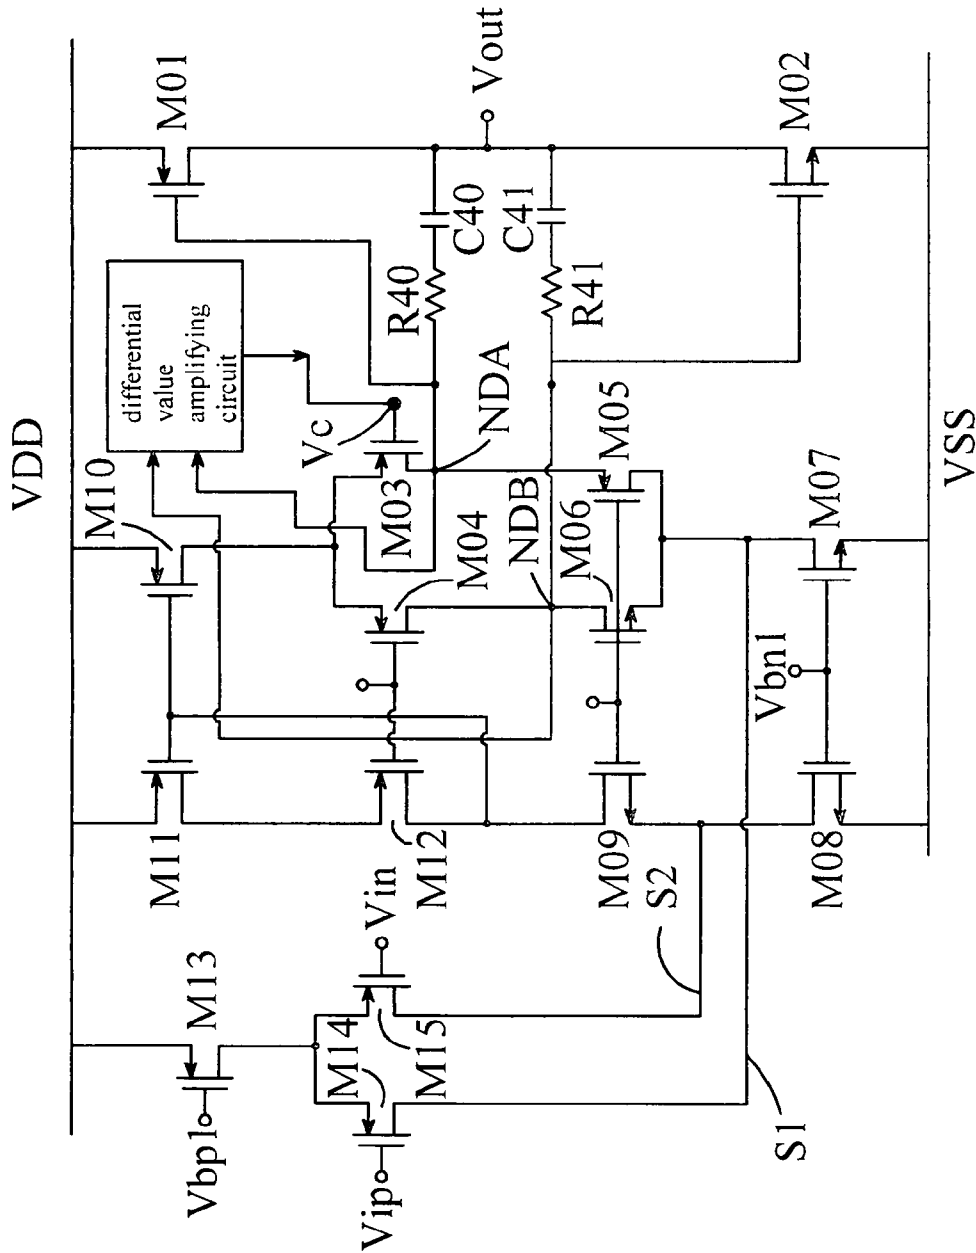 VDD
M01
differential
value
amplifying
circuit
M10
M11
M13
Vbp1
Vout
C40
R40
Vc
M03
NDA
C41
R41
M04
NDB
M12
Vin
M14
M15
Vip
M02
M05
M06
M09
S2
M07
Vbn1
M08
S1
VSS